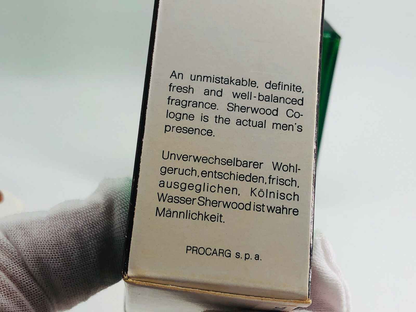 An unmistakable, definite,
fresh and well-balanced
fragrance. Sherwood Co-
logne is the actual men's
presence.
Unverwechselbarer Wohl-
geruch, entschieden, frisch,
ausgeglichen, Kölnisch
Wasser Sherwood ist wahre
Männlichkeit.
PROCARG s.p.a.